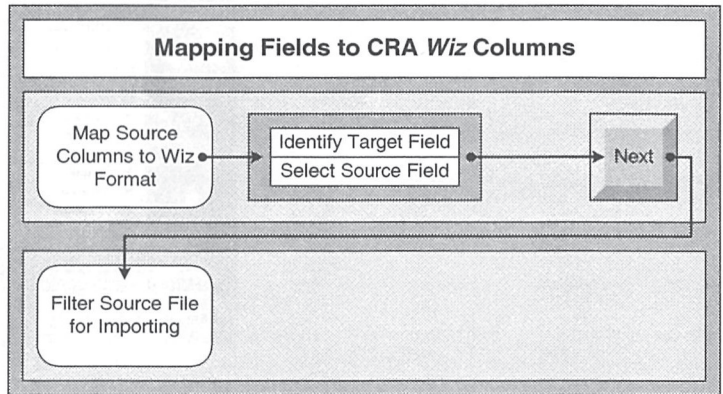 Mapping Fields to CRA Wiz Columns
Map Source
Columns to Wiz
Format
Identify Target Field
Select Source Field
Next
Filter Source File
for Importing